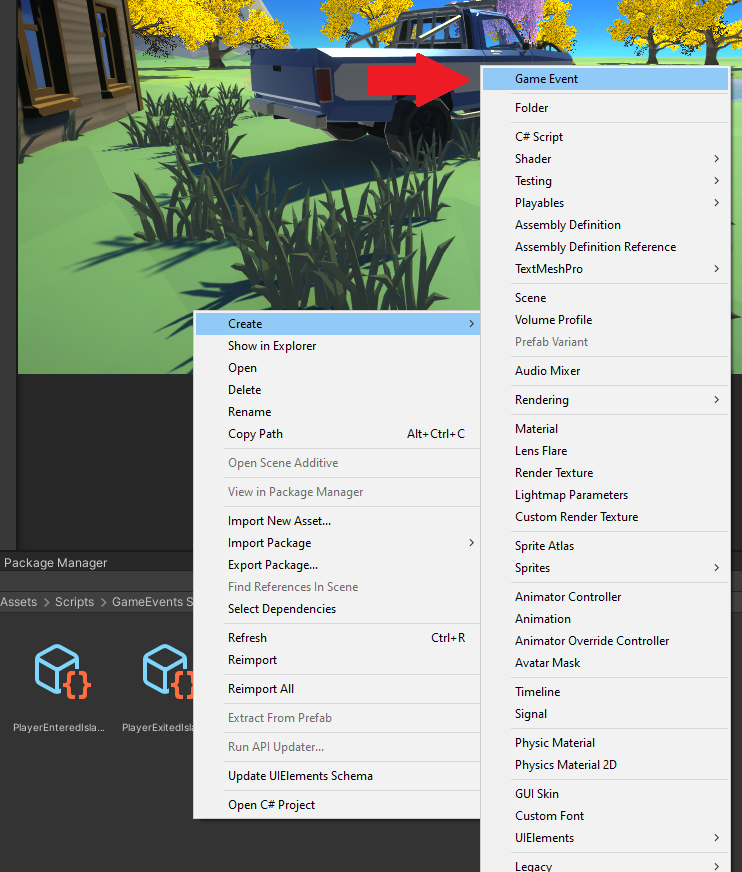 Game Event
Folder
C# Script
Shader
Testing
Playables
Assembly Definition
Assembly Definition Reference
TextMeshPro
Scene
Volume Profile
Prefab Variant
Audio Mixer
Rendering
Material
Lens Flare
Render Texture
Lightmap Parameters
Custom Render Texture
Sprite Atlas
Sprites
Animator Controller
Animation
Animator Override Controller
Avatar Mask
Timeline
Signal
Physic Material
Physics Material 2D
GUI Skin
Custom Font
UIElements
Legacy
Create
Show in Explorer
Open
Delete
Rename
Copy Path Alt+Ctrl+C
Open Scene Additive
View in Package Manager
Import New Asset...
Import Package
Export Package...
Find References In Scene
Select Dependencies
Refresh Ctrl+R
Reimport
Reimport All
Extract From Prefab
Run API Updater...
Update UIElements Schema
Open C# Project
Package Manager
Assets > Scripts > GameEvents S
PlayerEnteredIsla...
PlayerExitedIsla